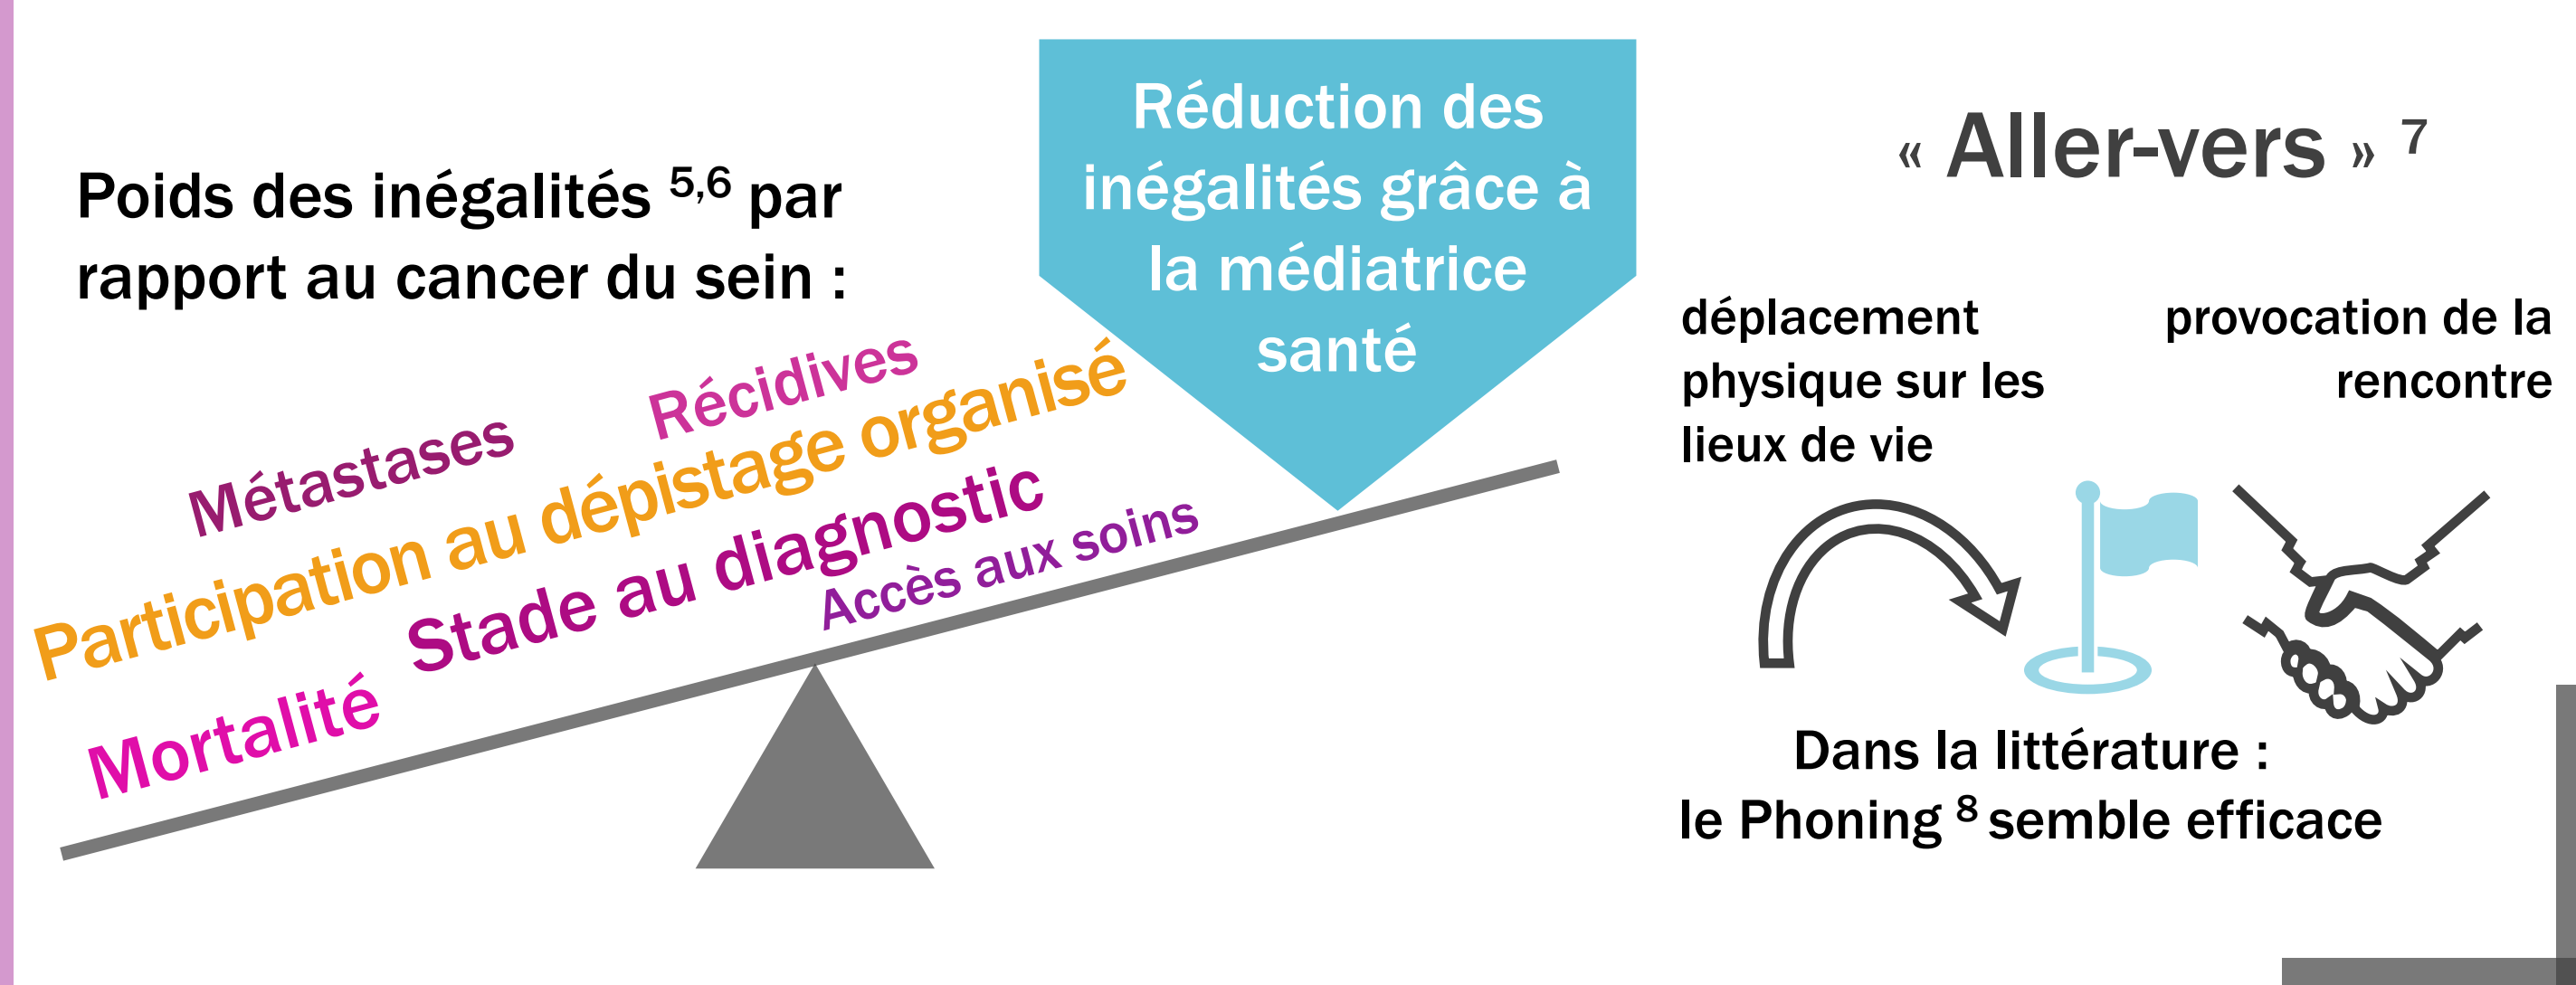 Poids des inégalités 5,6 par
rapport au cancer du sein :
Métastases
Récidives
Participation au dépistage organisé
Mortalité
Stade au diagnostic
Accès aux soins
Réduction des
inégalités grâce à
la médiatrice
santé
« Aller-vers » 7
déplacement
physique sur les
lieux de vie
provocation de la
rencontre
Dans la littérature :
le Phoning 8 semble efficace